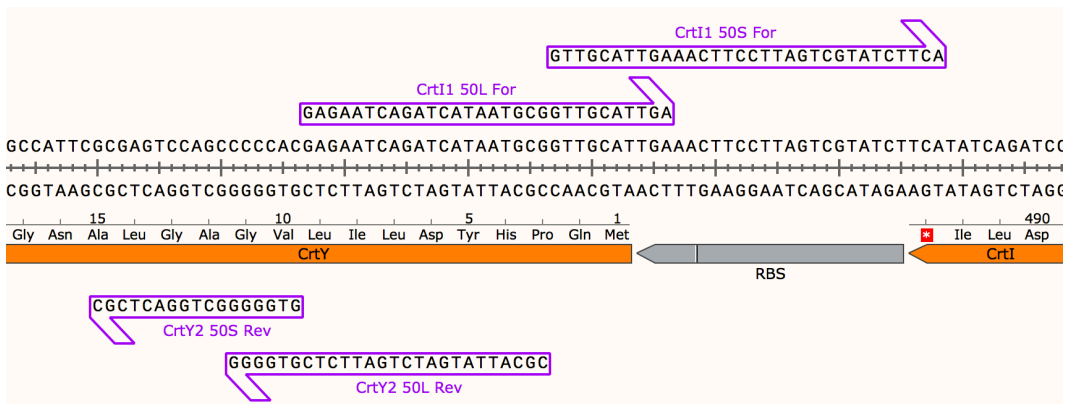 CrtI1 50S For
GTTGCATTGAAACTTCCTTAGTCGTATCTTCA
CrtI1 50L For
GAGAATCAGATCATAATGCGGTTGCATTGA
GCCATTCGCGAGTCCAGCCCCCACGAGAATCAGATCATAATGCGGTTGCATTGAAACTTCCTTAGTCGTATCTTCATATCAGATCC
CGGTAAGCGCTCAGGTCGGGGGTGCTCTTAGTCTAGTATTACGCCAACGTAACTTTGAAGGAATCAGCATAGAAGTATAGTCTAGG
15 10 5 1 490
Gly Asn Ala Leu Gly Ala Gly Val Leu Ile Leu Asp Tyr His Pro Gln Met * Ile Leu Asp
CrtY CrtI
RBS
CGCTCAGGTCGGGGGTG
CrtY2 50S Rev
GGGGTGCTCTTAGTCTAGTATTACGC
CrtY2 50L Rev